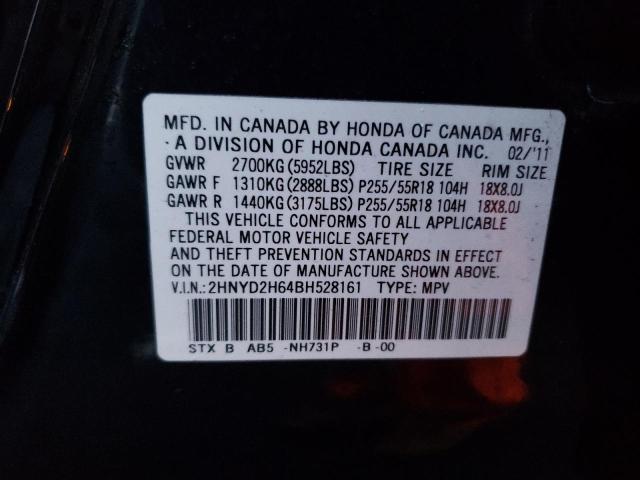 MFD. IN CANADA BY HONDA OF CANADA MFG.,
A DIVISION OF HONDA CANADA INC. 02/'11
GVWR 2700KG(5952LBS) TIRE SIZE RIM SIZE
GAWR F 1310KG(2888LBS) P255/55R18 104H 18X8.0J
GAWR R 1440KG(3175LBS) P255/55R18 104H 18X8.0J
THIS VEHICLE CONFORMS TO ALL APPLICABLE
FEDERAL MOTOR VEHICLE SAFETY
AND THEFT PREVENTION STANDARDS IN EFFECT
ON THE DATE OF MANUFACTURE SHOWN ABOVE.
V.I.N.:2HNYD2H64BH528161 TYPE: MPV
STX B AB5 -NH731P -B-00